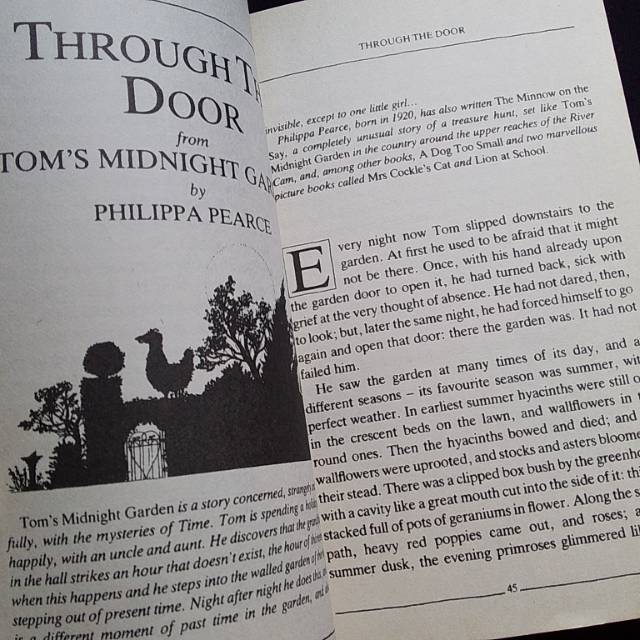 THROUGH
DOOR
from
TOM'S MIDNIGHT
by
PHILIPPA PEARCE
Tom's Midnight Garden is a story concerned,
fully, with the mysteries of Time. Tom is spending a
happily, with an uncle and aunt. He discovers that the
in the hall strikes an hour that doesn't exist, the hour of
when this happens and he steps into the walled garden
stepping out of present time. Night after night he does
is a different moment of past time in the garden,
THROUGH THE DOOR
invisible, except to one little girl...
Philippa Pearce, born in 1920, has also written The Minnow on the
Say, a completely unusual story of a treasure hunt, set like Tom's
Midnight Garden in the country around the upper reaches of the River
Cam, and, among other books, A Dog Too Small and two marvellous
picture books called Mrs Cockle's Cat and Lion at School.
Every night now Tom slipped downstairs to the
garden. At first he used to be afraid that it might
not be there. Once, with his hand already upon
the garden door to open it, he had turned back, sick with
grief at the very thought of absence. He had not dared, then,
to look; but, later the same night, he had forced himself to go
again and open that door: there the garden was. It had not
failed him.
He saw the garden at many times of its day, and a
different seasons – its favourite season was summer, wi
perfect weather. In earliest summer hyacinths were still o
in the crescent beds on the lawn, and wallflowers in
round ones. Then the hyacinths bowed and died; and
wallflowers were uprooted, and stocks and asters bloome
their stead. There was a clipped box bush by the greenho
with a cavity like a great mouth cut into the side of it: th
stacked full of pots of geraniums in flower. Along the s
path, heavy red poppies came out, and roses; a
summer dusk, the evening primroses glimmered li
45